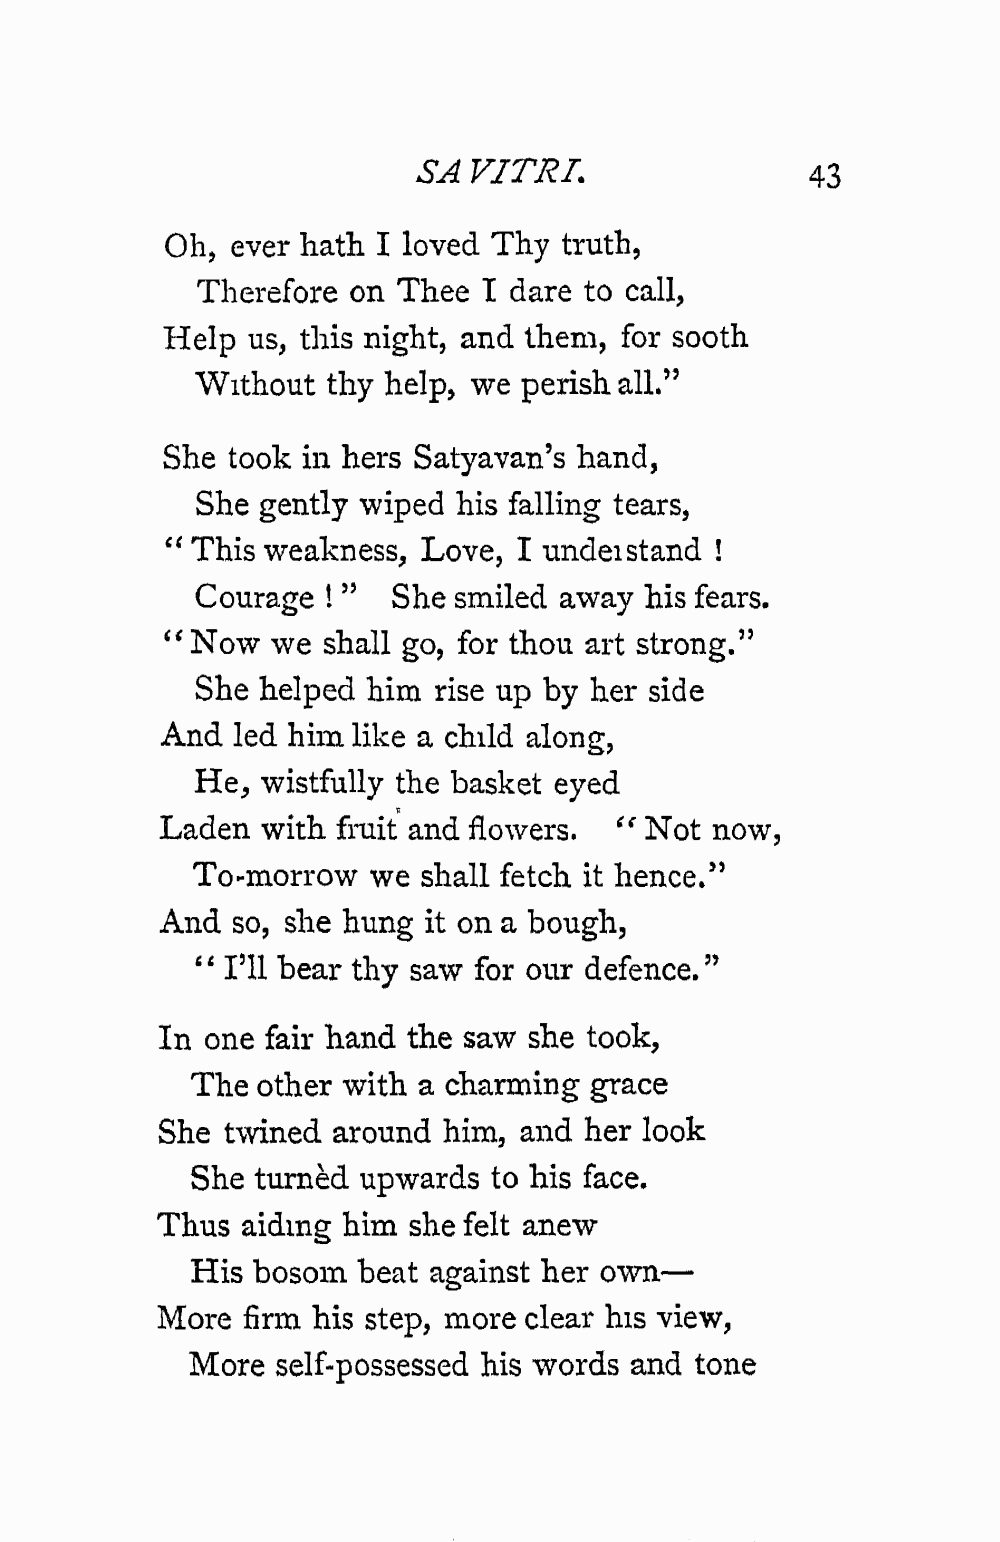 SAVITRI. 43
Oh, ever hath I loved Thy truth,
Therefore on Thee I dare to call,
Help us, this night, and them, for sooth
Without thy help, we perish all.”
She took in hers Satyavan’s hand,
She gently wiped his falling tears,
“This weakness, Love, I understand !
Courage !” She smiled away his fears.
“Now we shall go, for thou art strong.”
She helped him rise up by her side
And led him like a child along,
He, wistfully the basket eyed
Laden with fruit and flowers. “Not now,
To-morrow we shall fetch it hence.”
And so, she hung it on a bough,
“I’ll bear thy saw for our defence.”
In one fair hand the saw she took,
The other with a charming grace
She twined around him, and her look
She turnèd upwards to his face.
Thus aiding him she felt anew
His bosom beat against her own—
More firm his step, more clear his view,
More self-possessed his words and tone